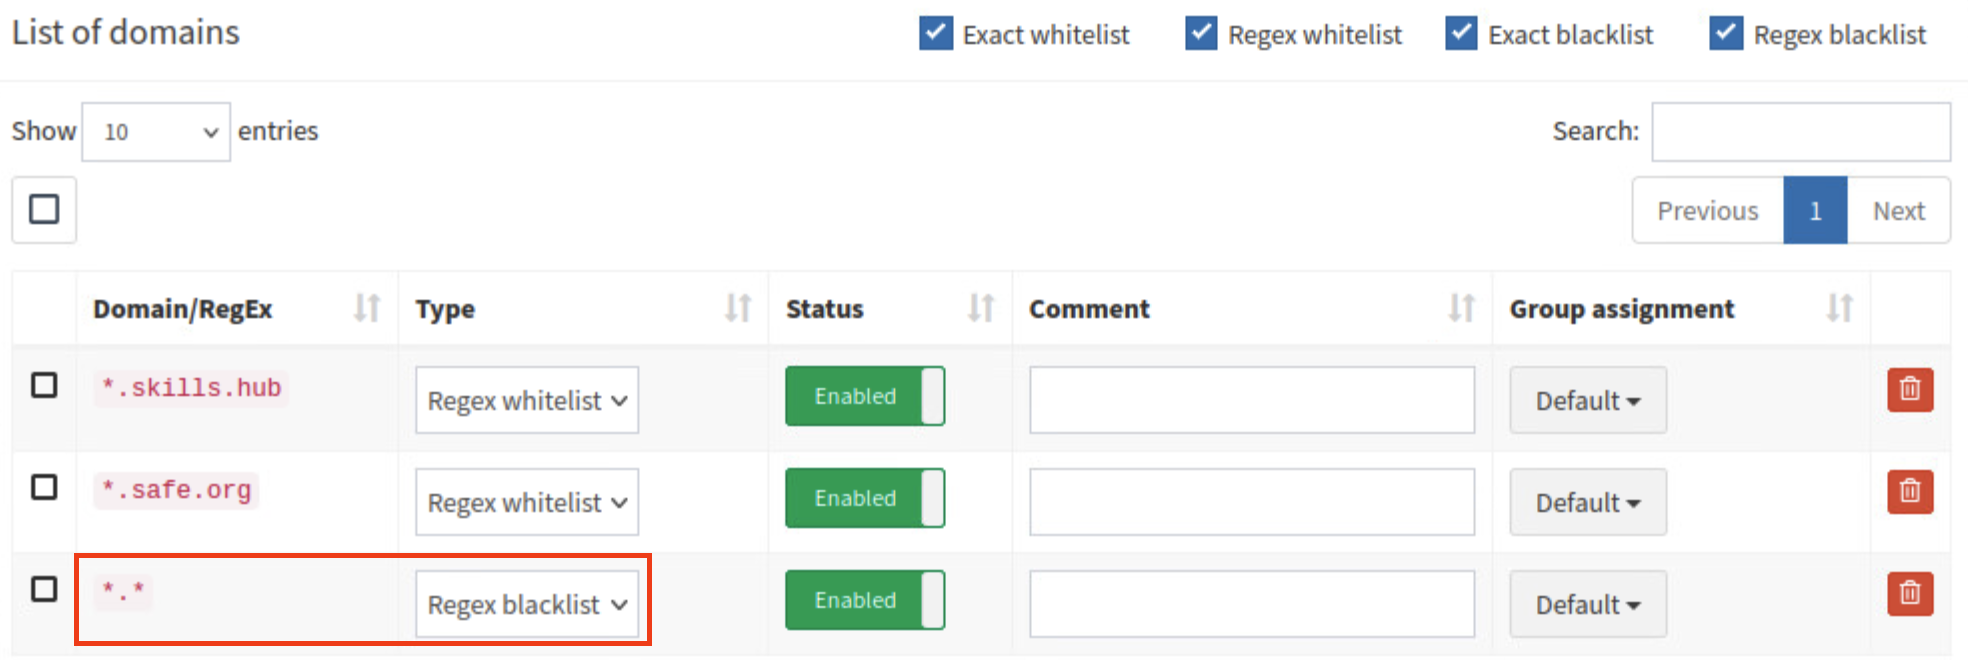 List of domains Exact whitelist Regex whitelist Exact blacklist Regex blacklist
Show 10 entries Search:
Previous 1 Next
Domain/RegEx Type Status Comment Group assignment
*.skills.hub Regex whitelist Enabled Default
*.safe.org Regex whitelist Enabled Default
*.* Regex blacklist Enabled Default